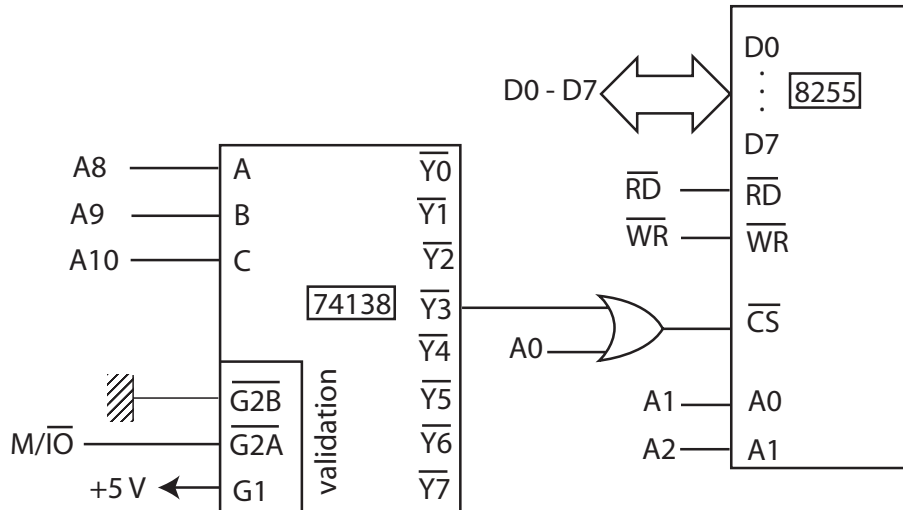 D0
D0 - D7
8255
D7
A8 A Y0
RD RD
A9 B Y1
WR WR
A10 C Y2
74138 Y3
CS
A0 Y4
validation
G2B Y5
A1 A0
M/IO G2A Y6
A2 A1
+5 V G1 Y7